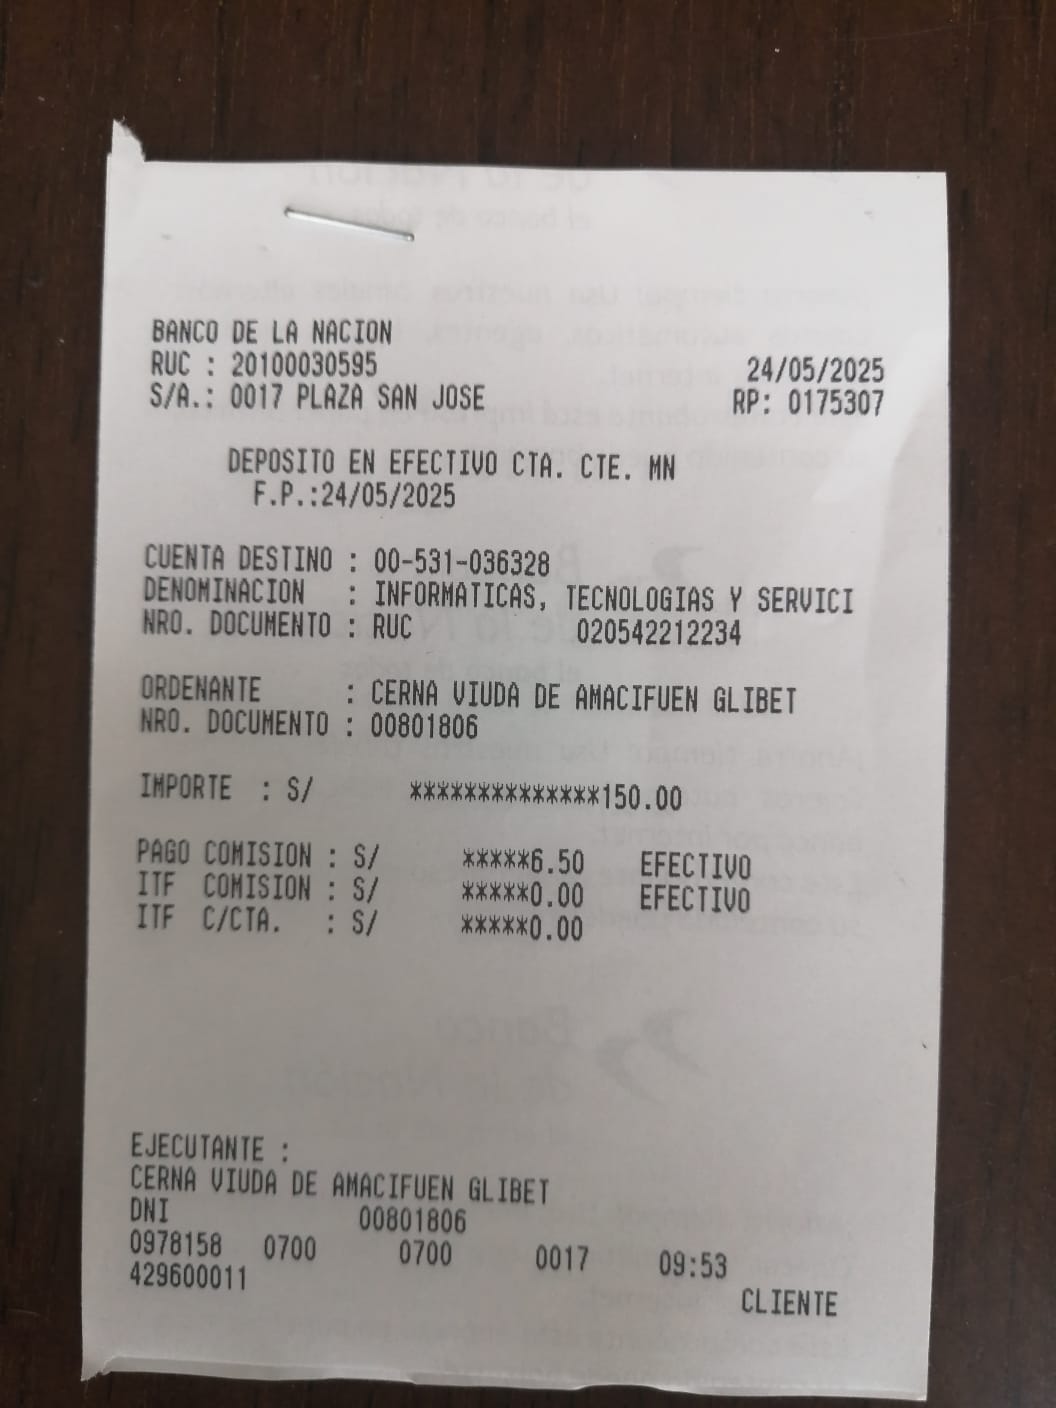 BANCO DE LA NACION
RUC : 20100030595 24/05/2025
S/A.: 0017 PLAZA SAN JOSE RP: 0175307
DEPOSITO EN EFECTIVO CTA. CTE. MN
F.P.:24/05/2025
CUENTA DESTINO : 00-531-036328
DENOMINACION : INFORMATICAS, TECNOLOGIAS Y SERVICI
NRO. DOCUMENTO : RUC 020542212234
ORDENANTE : CERNA VIUDA DE AMACIFUEN GLIBET
NRO. DOCUMENTO : 00801806
IMPORTE : S/ **************150.00
PAGO COMISION : S/ *****6.50 EFECTIVO
ITF COMISION : S/ *****0.00 EFECTIVO
ITF C/CTA. : S/ *****0.00
EJECUTANTE :
CERNA VIUDA DE AMACIFUEN GLIBET
DNI 00801806
0978158 0700 0700 0017 09:53
429600011
CLIENTE